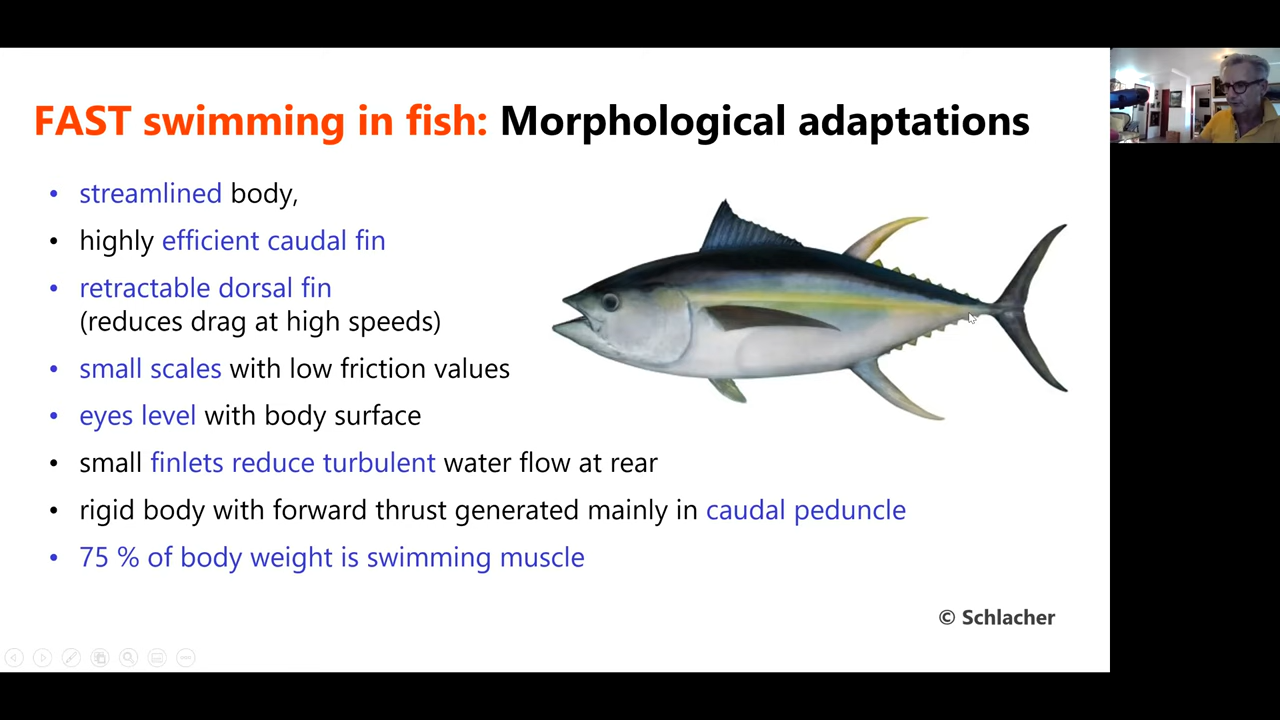 FAST swimming in fish: Morphological adaptations
• streamlined body,
• highly efficient caudal fin
• retractable dorsal fin
(reduces drag at high speeds)
• small scales with low friction values
• eyes level with body surface
• small finlets reduce turbulent water flow at rear
• rigid body with forward thrust generated mainly in caudal peduncle
• 75 % of body weight is swimming muscle
© Schlacher